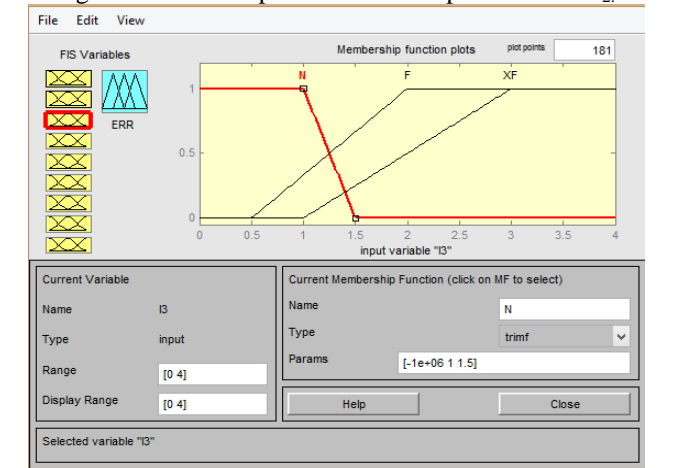 File Edit View
FIS Variables
Membership function plots
plot points
181
N
F
XF
ERR
1
0.5
0
0 0.5 1 1.5 2 2.5 3 3.5 4
input variable "I3"
Current Variable
Name I3
Type input
Range [0 4]
Display Range [0 4]
Current Membership Function (click on MF to select)
Name N
Type trimf
Params [-1e+06 1 1.5]
Help Close
Selected variable "I3"